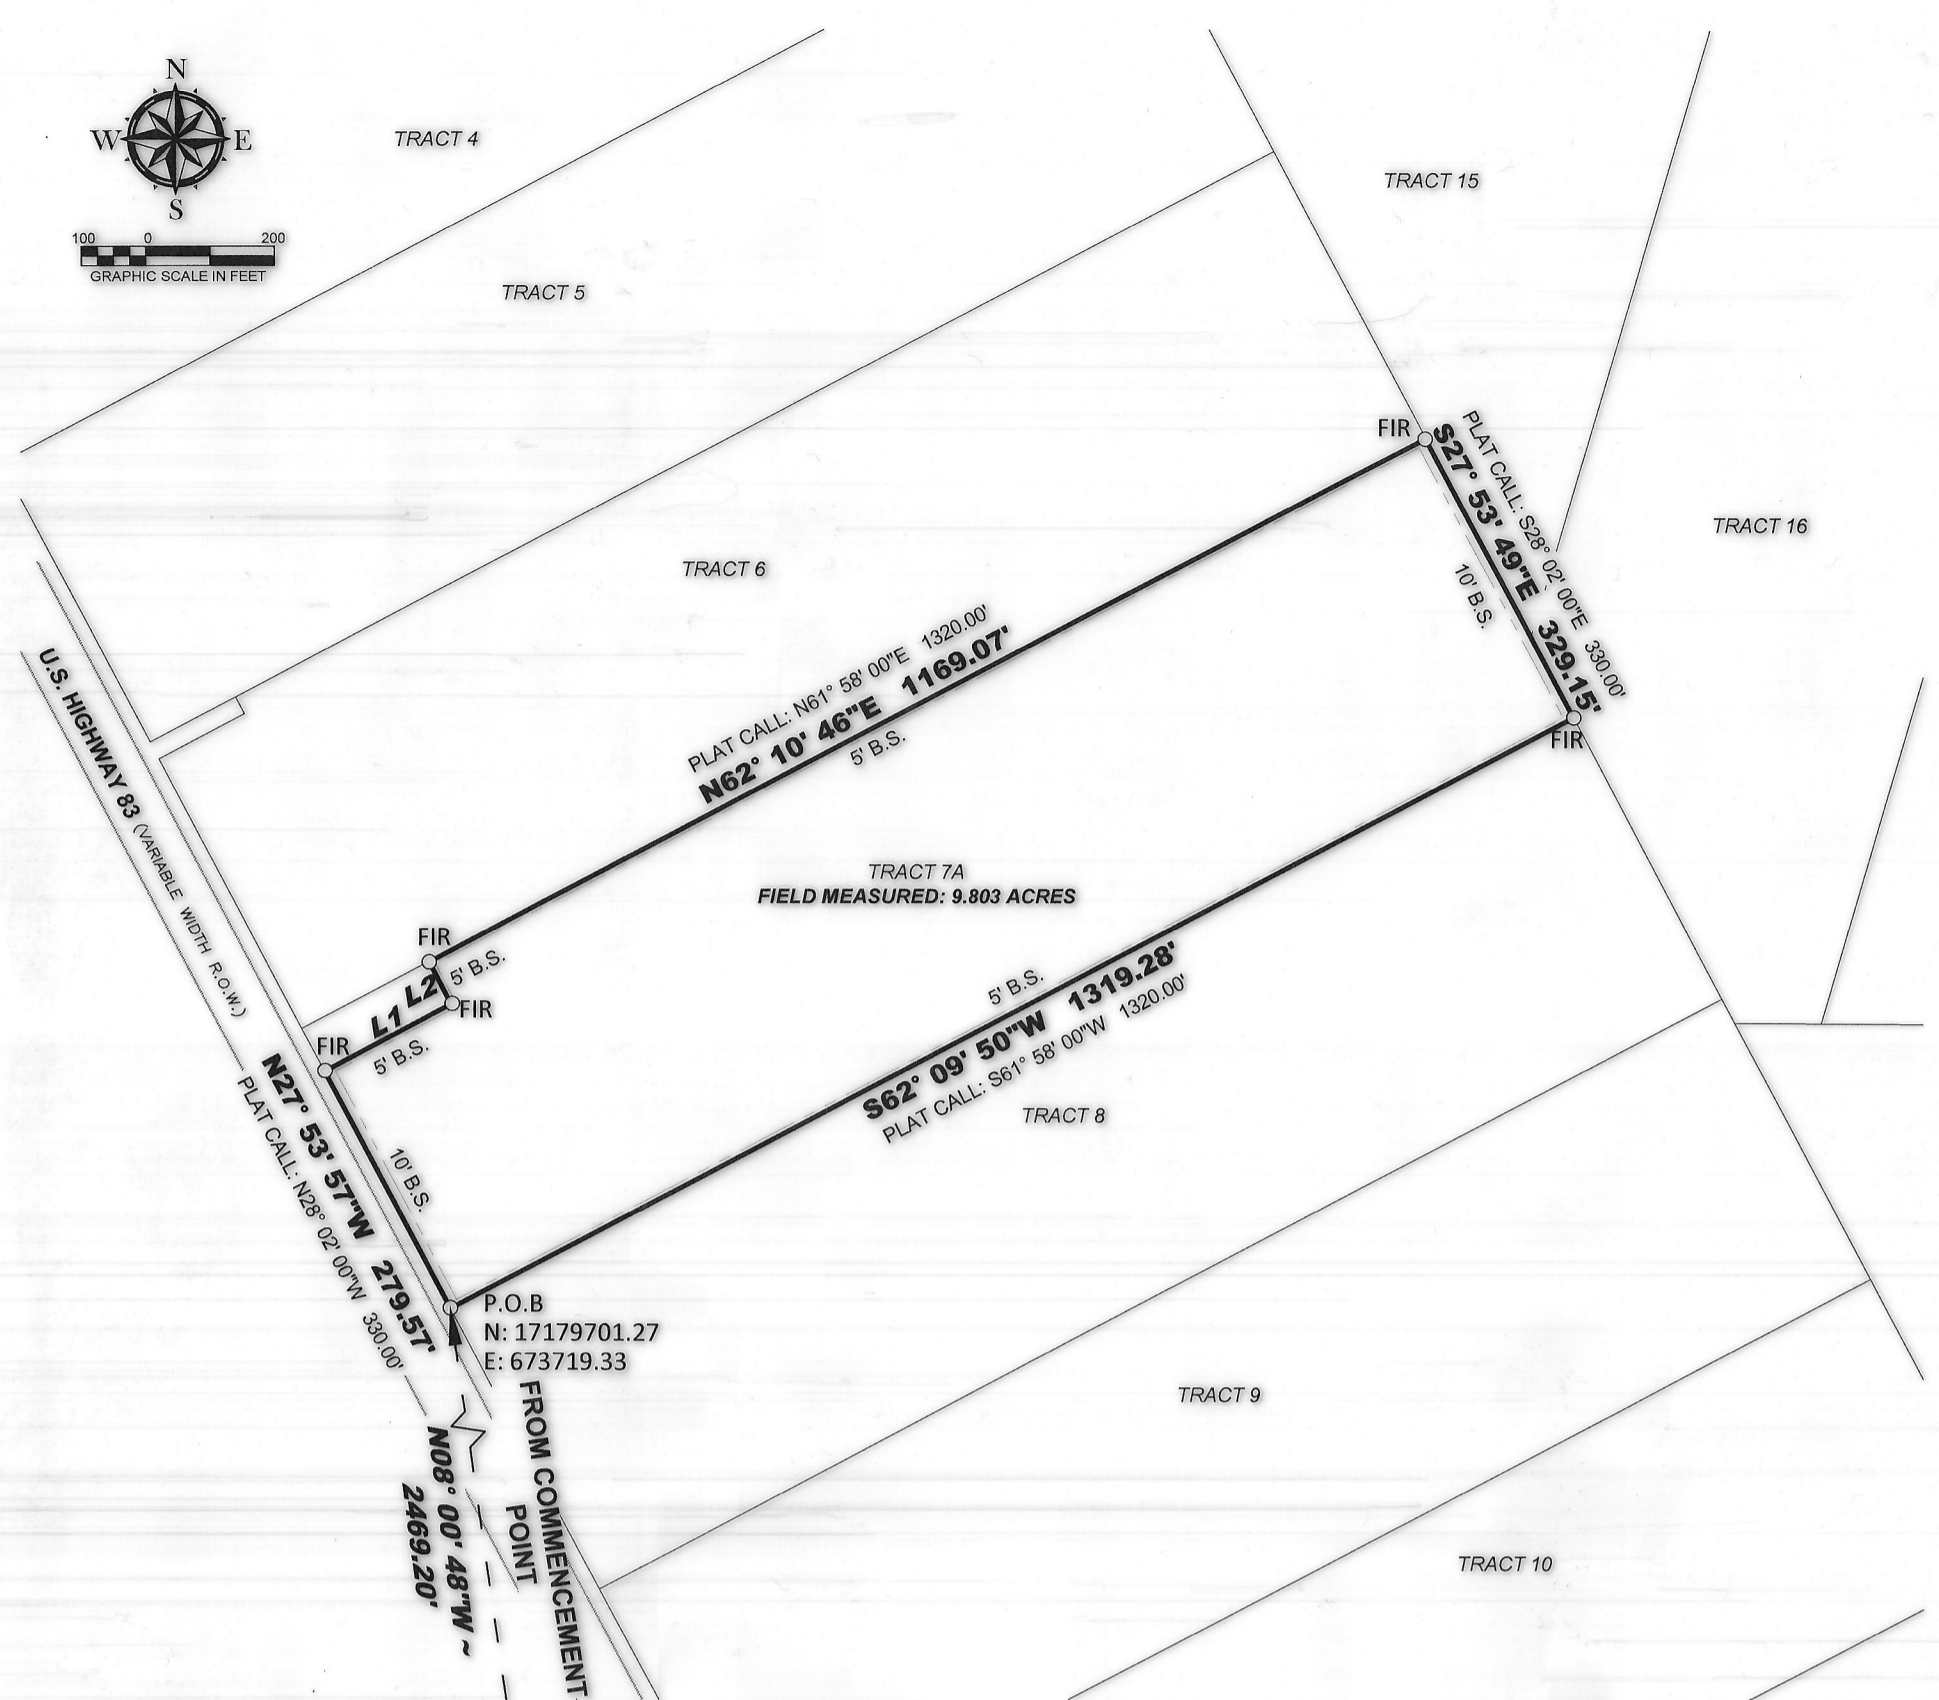 N
W E
S
100 0 200
GRAPHIC SCALE IN FEET
TRACT 4
TRACT 5
TRACT 15
TRACT 16
TRACT 6
FIR
S27° 53' 49"E 329.15'
PLAT CALL: S28° 02' 00"E 330.00'
10' B.S.
FIR
PLAT CALL: N61° 58' 00"E 1320.00'
N62° 10' 46"E 1169.07'
5' B.S.
U.S. HIGHWAY 83 (VARIABLE WIDTH R.O.W.)
TRACT 7A
FIELD MEASURED: 9.803 ACRES
FIR
5' B.S.
L2
L1
FIR
FIR
5' B.S.
5' B.S.
S62° 09' 50"W 1319.28'
PLAT CALL: S61° 58' 00"W 1320.00'
TRACT 8
N27° 53' 57"W 279.57'
PLAT CALL: N28° 02' 00"W 330.00'
10' B.S.
P.O.B
N: 17179701.27
E: 673719.33
FROM COMMENCEMENT
POINT
N08° 00' 48"W ~
2469.20'
TRACT 9
TRACT 10